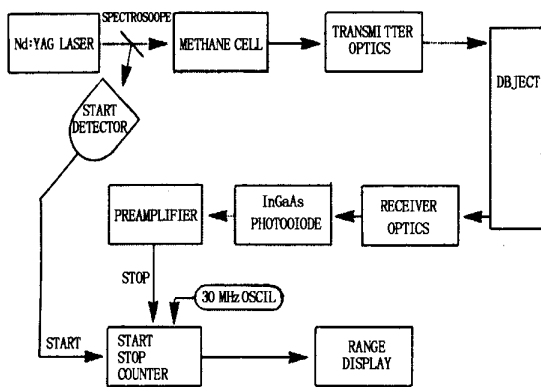 SPECTROSOOPE
Nd:YAG LASER
METHANE CELL
TRANSMITTER
OPTICS
DBJECT
START
DETECTOR
PREAMPLIFIER
InGaAs
PHOTOOIODE
RECEIVER
OPTICS
STOP
30 MHz OSCIL
START
START
STOP
COUNTER
RANGE
DISPLAY